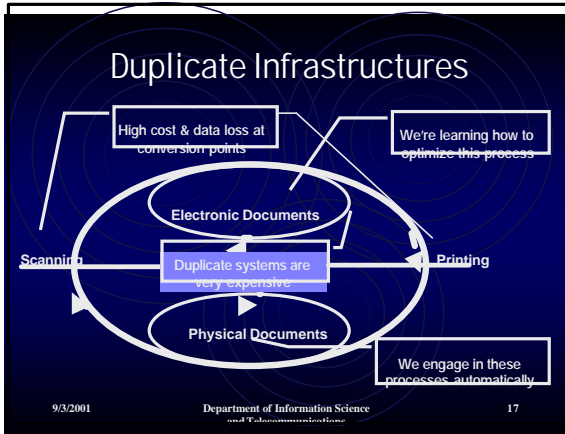 Duplicate Infrastructures
High cost & data loss at
conversion points
We're learning how to
optimize this process
Electronic Documents
Scanning
Duplicate systems are
very expensive
Printing
Physical Documents
We engage in these
processes automatically
9/3/2001
Department of Information Science
and Telecommunications
17